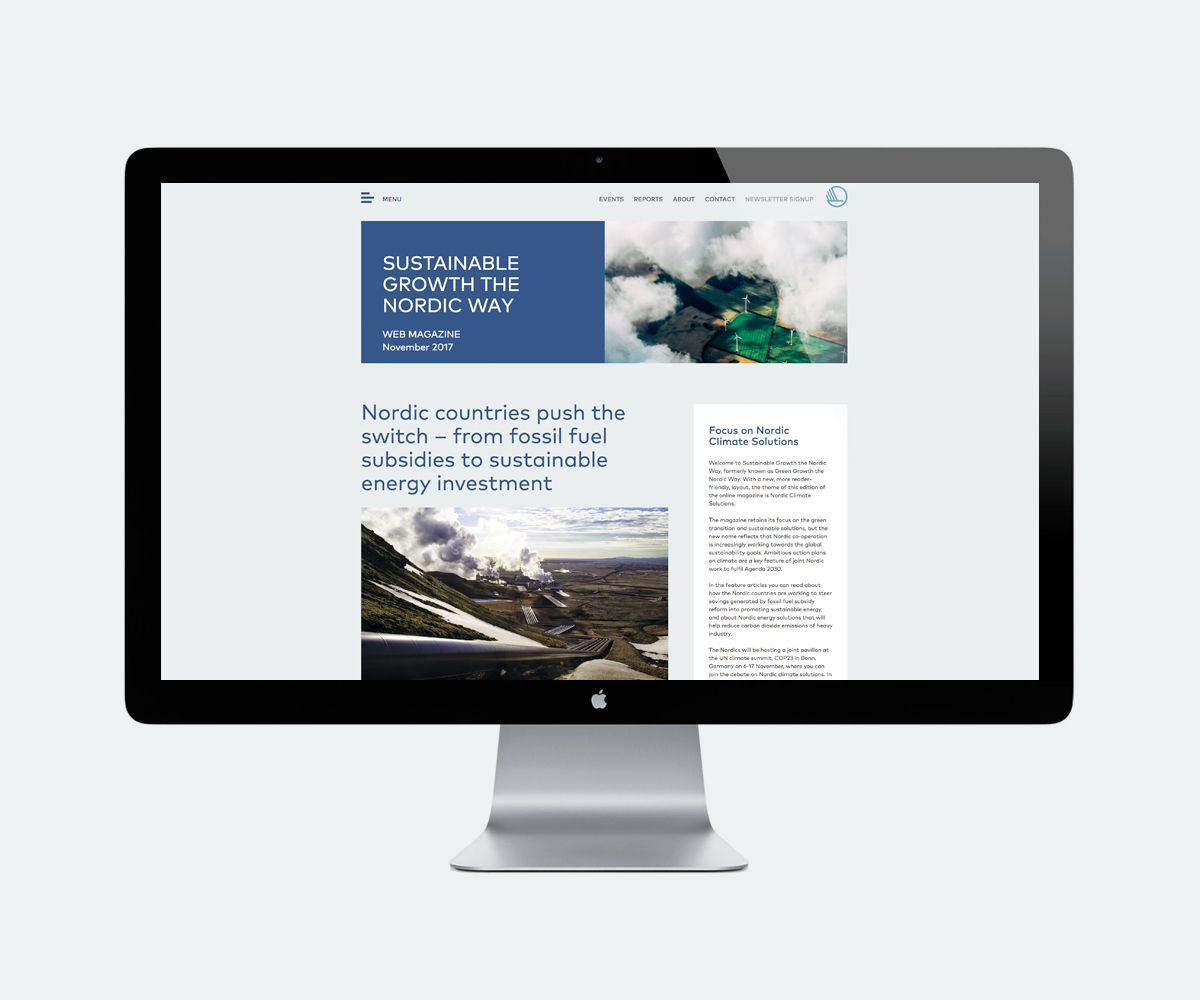 MENU
EVENTS REPORTS ABOUT CONTACT NEWSLETTER SIGNUP
SUSTAINABLE
GROWTH THE
NORDIC WAY
WEB MAGAZINE
November 2017
Nordic countries push the
switch – from fossil fuel
subsidies to sustainable
energy investment
Focus on Nordic
Climate Solutions
Welcome to Sustainable Growth the Nordic
Way, formerly known as Green Growth the
Nordic Way. With a new, more reader-
friendly, layout, the theme of this edition of
the online magazine is Nordic Climate
Solutions.
The magazine retains its focus on the green
transition and sustainable solutions, but the
new name reflects that Nordic co-operation
is increasingly working towards the global
sustainability goals. Ambitious action plans
on climate are a key feature of joint Nordic
work to fulfil Agenda 2030.
In the feature articles you can read about
how the Nordic countries are working to steer
savings generated by fossil fuel subsidy
reform into promoting sustainable energy,
and about Nordic energy solutions that will
help reduce carbon dioxide emissions of heavy
industry.
The Nordics will be hosting a joint pavilion at
the UN climate summit, COP23 in Bonn,
Germany on 6-17 November, where you can
join the debate on Nordic climate solutions. In